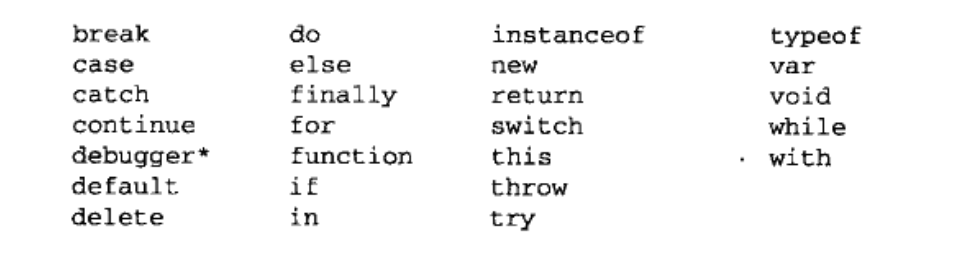 break do instanceof typeof
case else new var
catch finally return void
continue for switch while
debugger* function this with
default if throw
delete in try